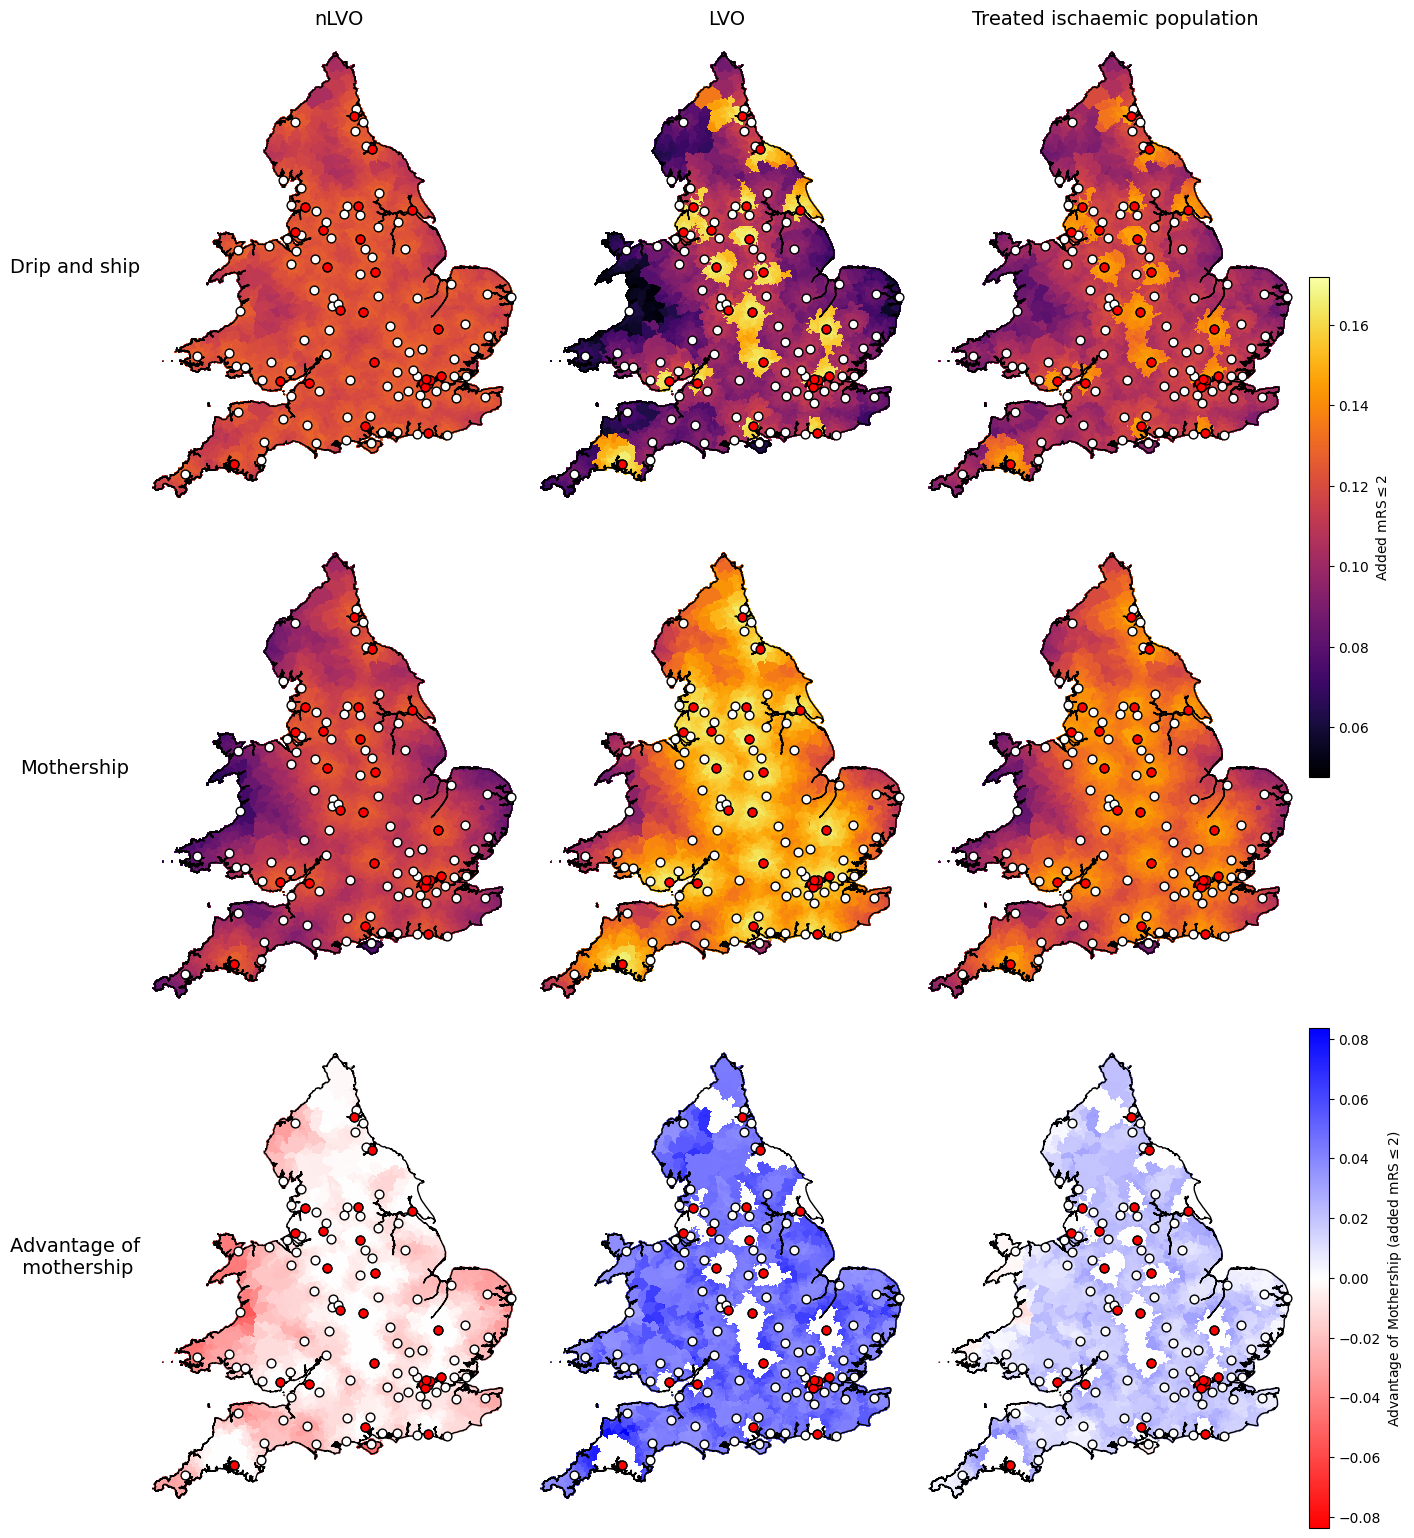 nLVO
LVO
Treated ischaemic population
Drip and ship
0.16
0.14
0.12
0.10
0.08
0.06
Added mRS ≤ 2
Mothership
Advantage of
mothership
0.08
0.06
0.04
0.02
0.00
−0.02
−0.04
−0.06
−0.08
Advantage of Mothership (added mRS ≤ 2)